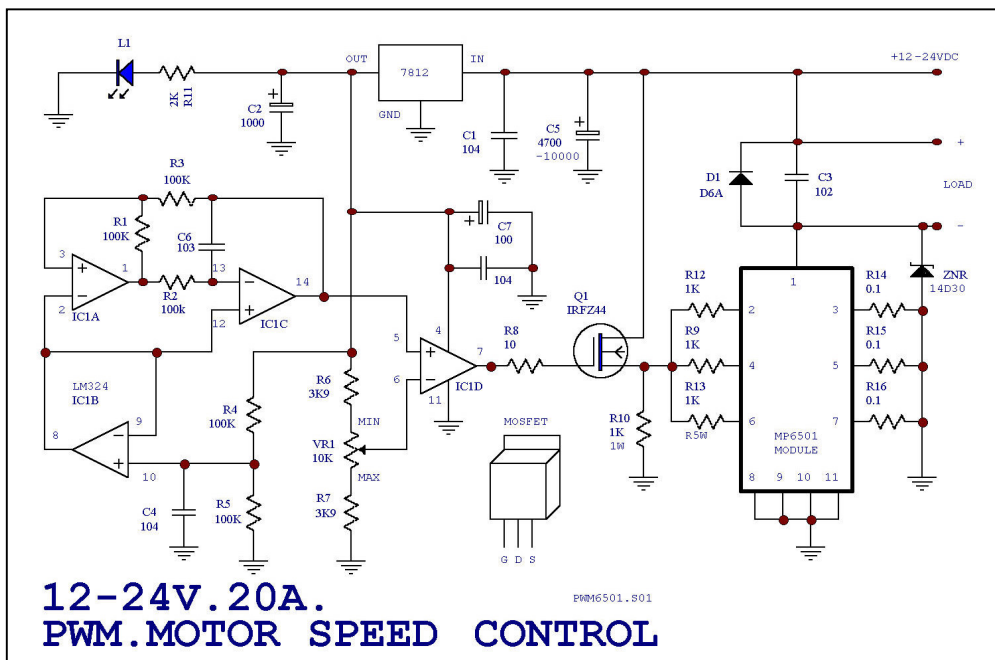 L1
OUT
IN
+12-24VDC
7812
2K
R11
GND
C2
1000
C1
104
C5
4700
-10000
+
R3
100K
D1
D6A
C3
102
LOAD
R1
100K
C6
103
C7
100
-
3
+
1
13
-
14
104
ZNR
14D30
2
-
R2
100k
R12
1K
1
R14
0.1
IC1A
12
+
IC1C
Q1
IRFZ44
2
3
5
4
R8
10
R9
1K
R15
0.1
+
7
4
5
6
-
IC1D
LM324
IC1B
R6
3K9
11
R13
1K
R16
0.1
9
R4
100K
MIN
MOSFET
R10
1K
1W
R5W
6
7
8
-
VR1
10K
MP6501
MODULE
+
10
MAX
8 9 10 11
C4
104
R5
100K
R7
3K9
G D S
12-24V.20A.
PWM6501.S01
PWM.MOTOR SPEED CONTROL